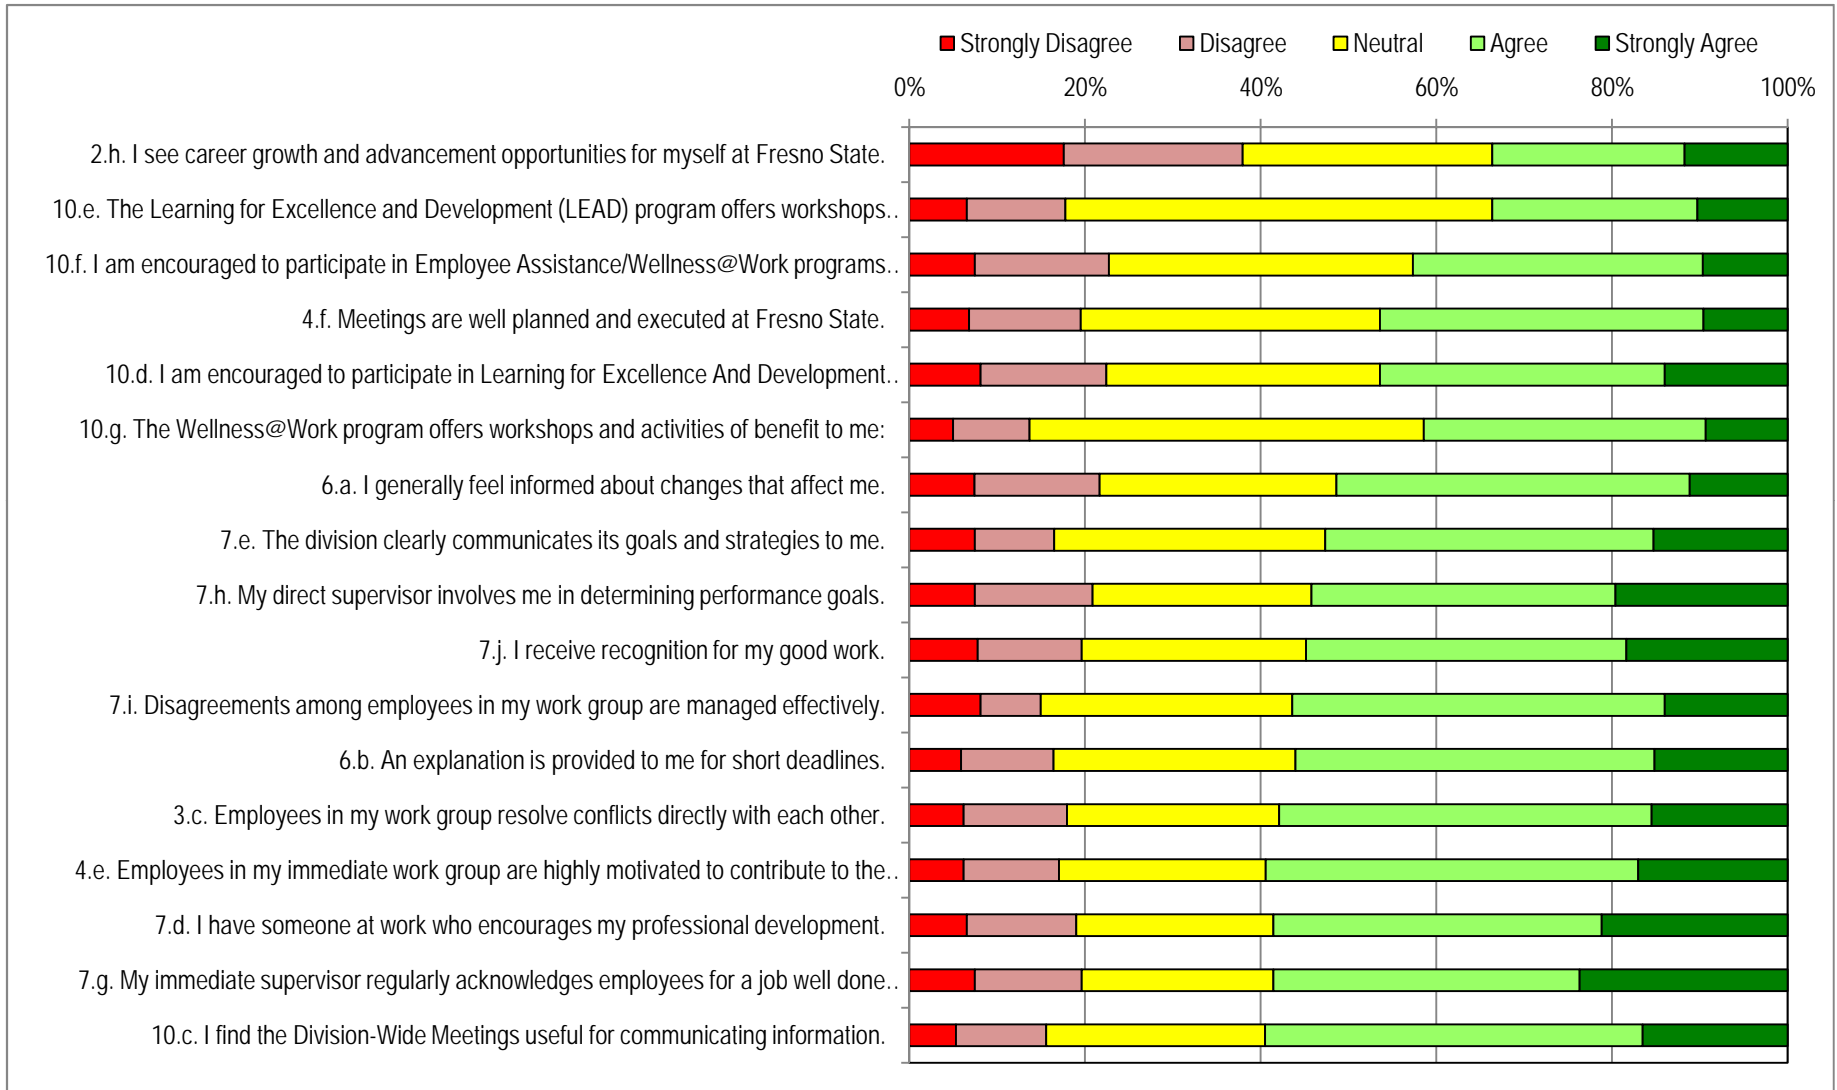 Strongly Disagree Disagree Neutral Agree Strongly Agree
0% 20% 40% 60% 80% 100%
2.h. I see career growth and advancement opportunities for myself at Fresno State.
10.e. The Learning for Excellence and Development (LEAD) program offers workshops..
10.f. I am encouraged to participate in Employee Assistance/Wellness@Work programs..
4.f. Meetings are well planned and executed at Fresno State.
10.d. I am encouraged to participate in Learning for Excellence And Development..
10.g. The Wellness@Work program offers workshops and activities of benefit to me:
6.a. I generally feel informed about changes that affect me.
7.e. The division clearly communicates its goals and strategies to me.
7.h. My direct supervisor involves me in determining performance goals.
7.j. I receive recognition for my good work.
7.i. Disagreements among employees in my work group are managed effectively.
6.b. An explanation is provided to me for short deadlines.
3.c. Employees in my work group resolve conflicts directly with each other.
4.e. Employees in my immediate work group are highly motivated to contribute to the..
7.d. I have someone at work who encourages my professional development.
7.g. My immediate supervisor regularly acknowledges employees for a job well done..
10.c. I find the Division-Wide Meetings useful for communicating information.